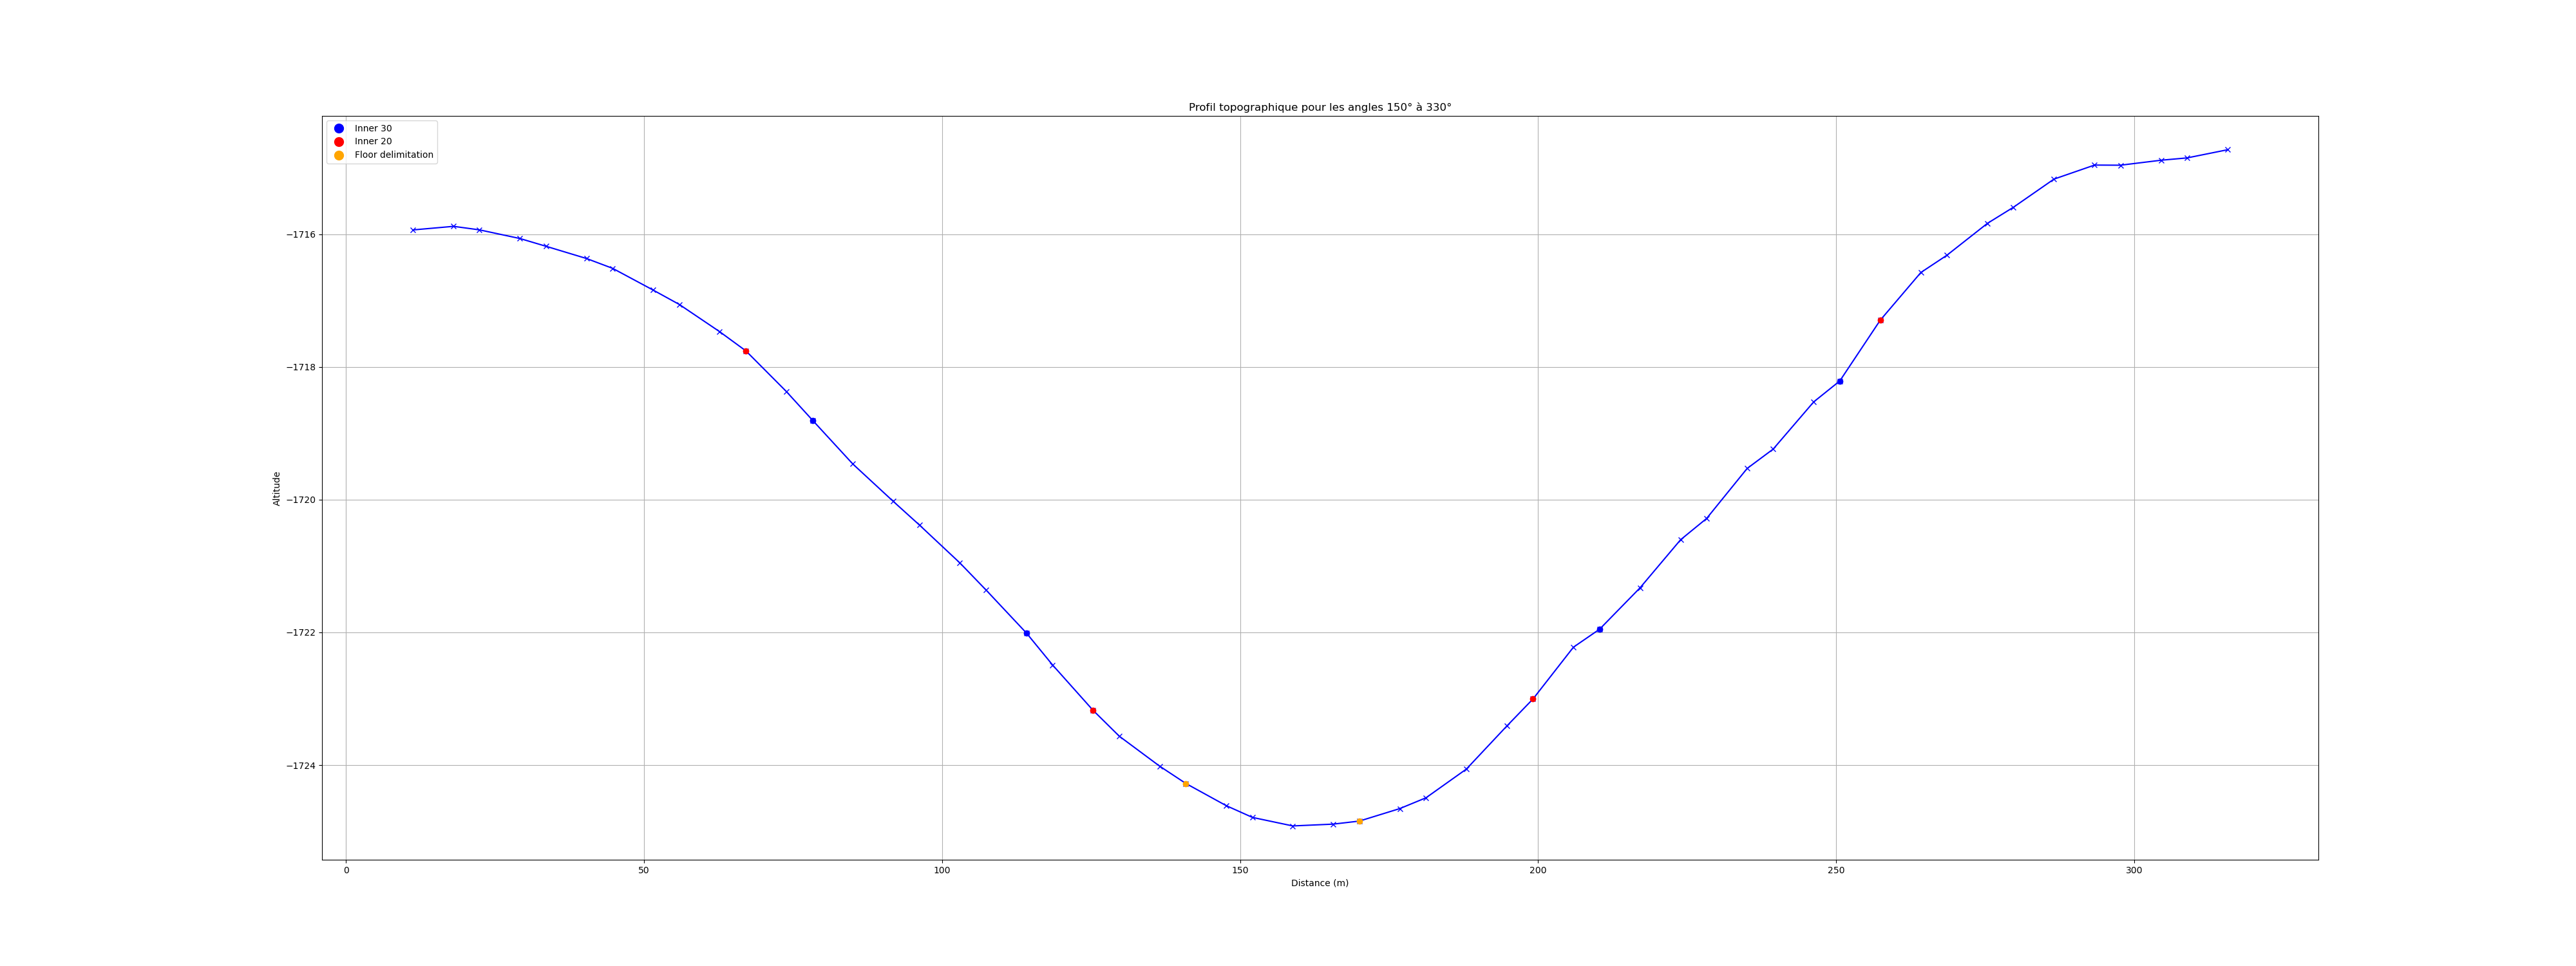 Profil topographique pour les angles 150° à 330°
Inner 30
Inner 20
Floor delimitation
−1716
−1718
−1720
−1722
−1724
Altitude
0 50 100 150 200 250 300
Distance (m)